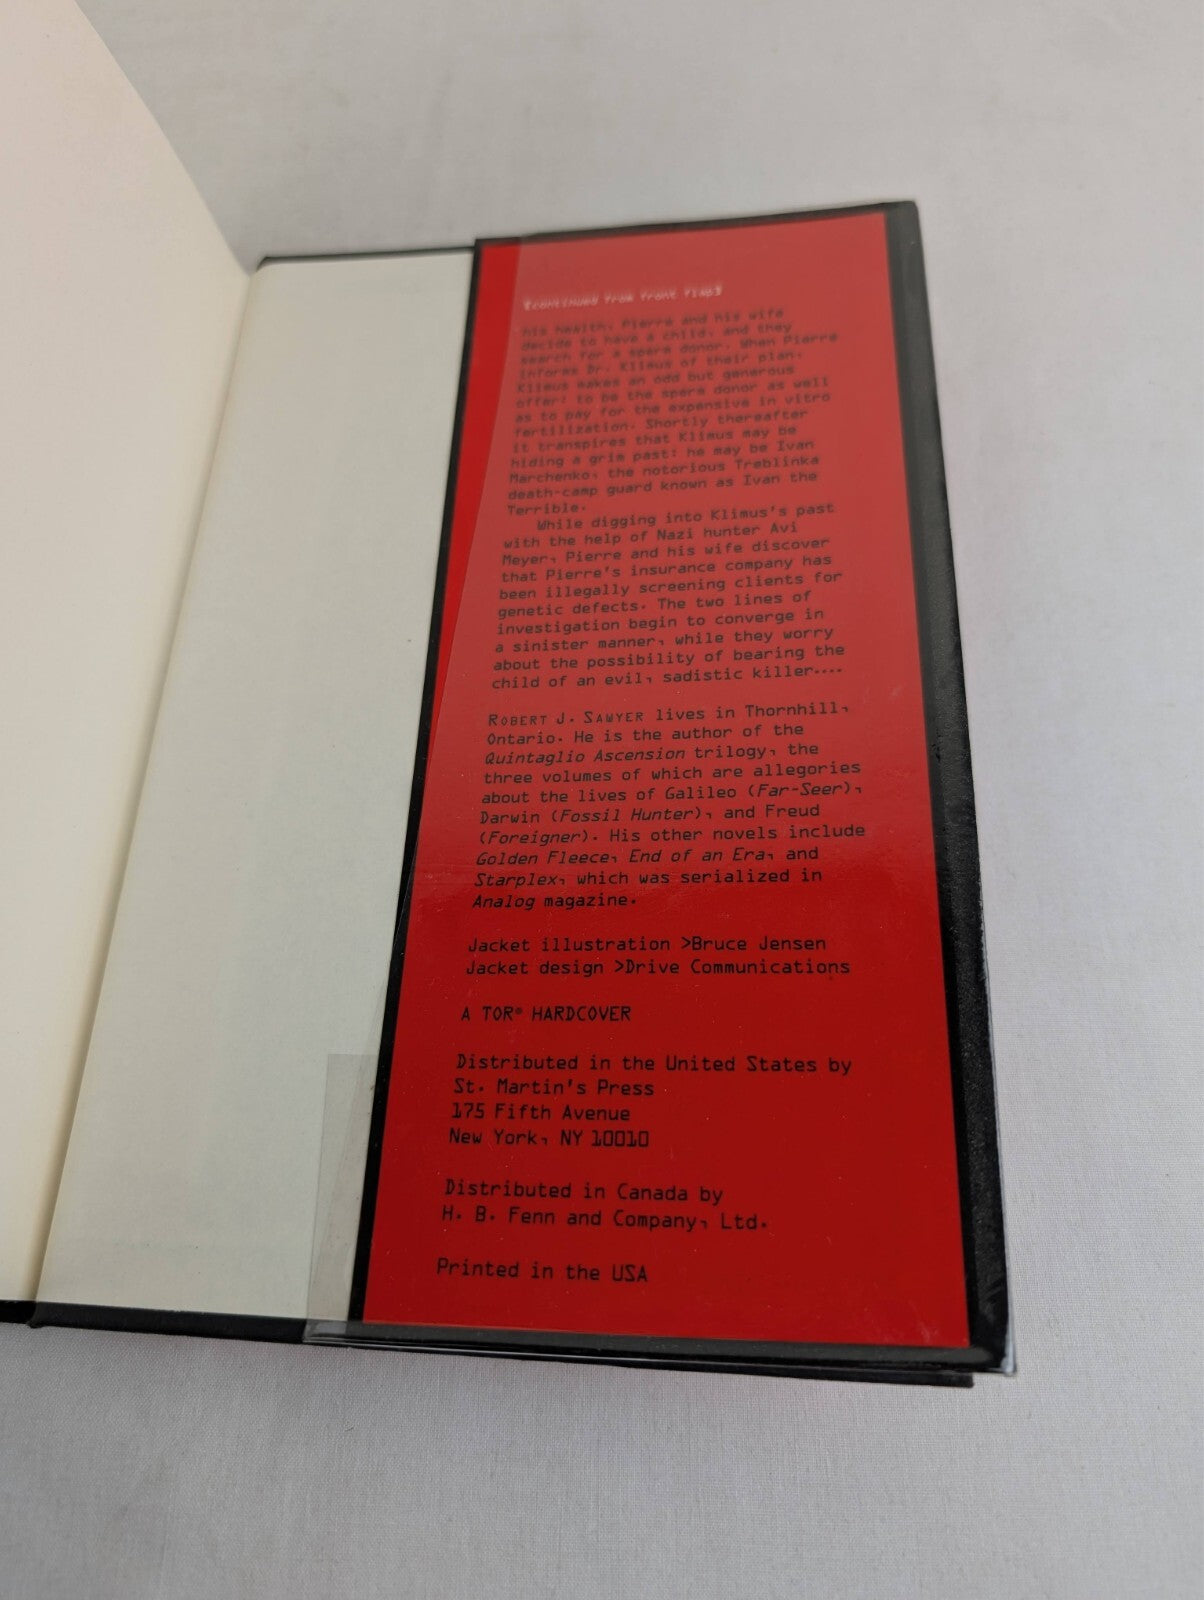 [continued from front flap]
his health, Pierre and his wife
decide to have a child, and they
search for a sperm donor. When Pierre
informs Dr. Klimus of their plan,
Klimus makes an odd but generous
offer: to be the sperm donor as well
as to pay for the expensive in vitro
fertilization. Shortly thereafter
it transpires that Klimus may be
hiding a grim past: he may be Ivan
Marchenko, the notorious Treblinka
death-camp guard known as Ivan the
Terrible.
While digging into Klimus's past
with the help of Nazi hunter Avi
Meyer, Pierre and his wife discover
that Pierre's insurance company has
been illegally screening clients for
genetic defects. The two lines of
investigation begin to converge in
a sinister manner, while they worry
about the possibility of bearing the
child of an evil, sadistic killer....
ROBERT J. SAWYER lives in Thornhill,
Ontario. He is the author of the
Quintaglio Ascension trilogy, the
three volumes of which are allegories
about the lives of Galileo (Far-Seer),
Darwin (Fossil Hunter), and Freud
(Foreigner). His other novels include
Golden Fleece, End of an Era, and
Starplex, which was serialized in
Analog magazine.
Jacket illustration >Bruce Jensen
Jacket design >Drive Communications
A TOR® HARDCOVER
Distributed in the United States by
St. Martin's Press
175 Fifth Avenue
New York, NY 10010
Distributed in Canada by
H. B. Fenn and Company, Ltd.
Printed in the USA